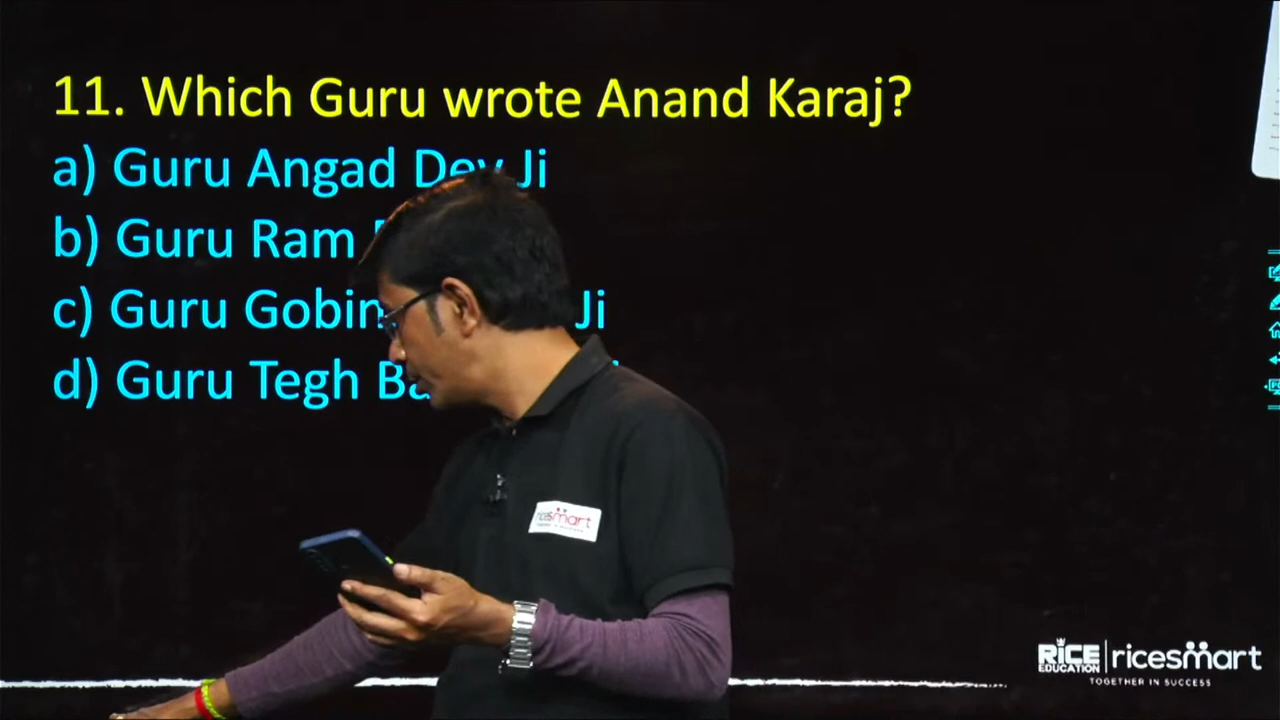 11. Which Guru wrote Anand Karaj?
a) Guru Angad Dev Ji
b) Guru Ram
c) Guru Gobin Ji
d) Guru Tegh Ba
ricesmart
RICE EDUCATION ricesmart
TOGETHER IN SUCCESS